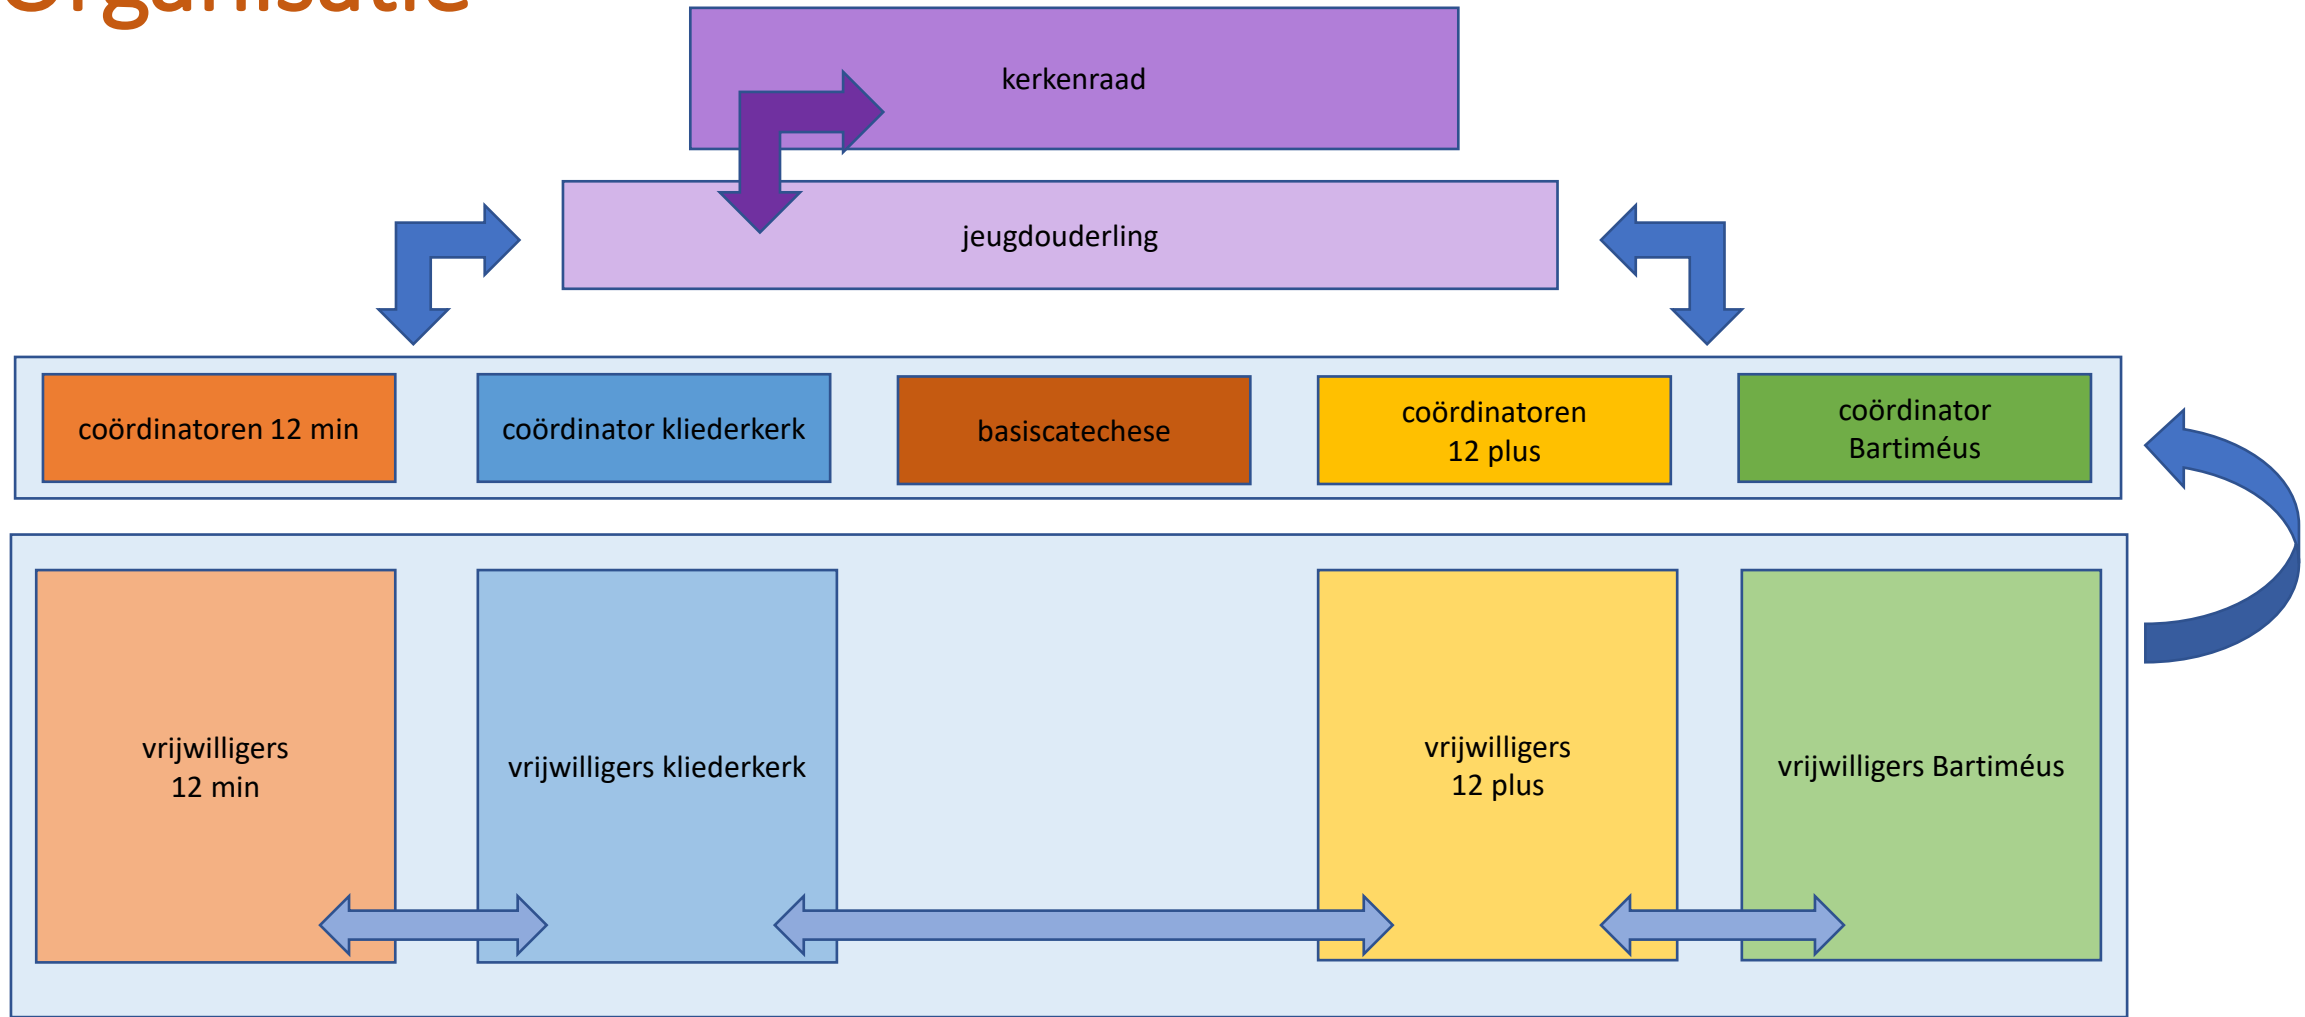 Organisatie
kerkenraad
jeugdouderling
coördinatoren 12 min
coördinator kliederkerk
basiscatechese
coördinatoren
12 plus
coördinator
Bartiméus
vrijwilligers
12 min
vrijwilligers kliederkerk
vrijwilligers
12 plus
vrijwilligers Bartiméus